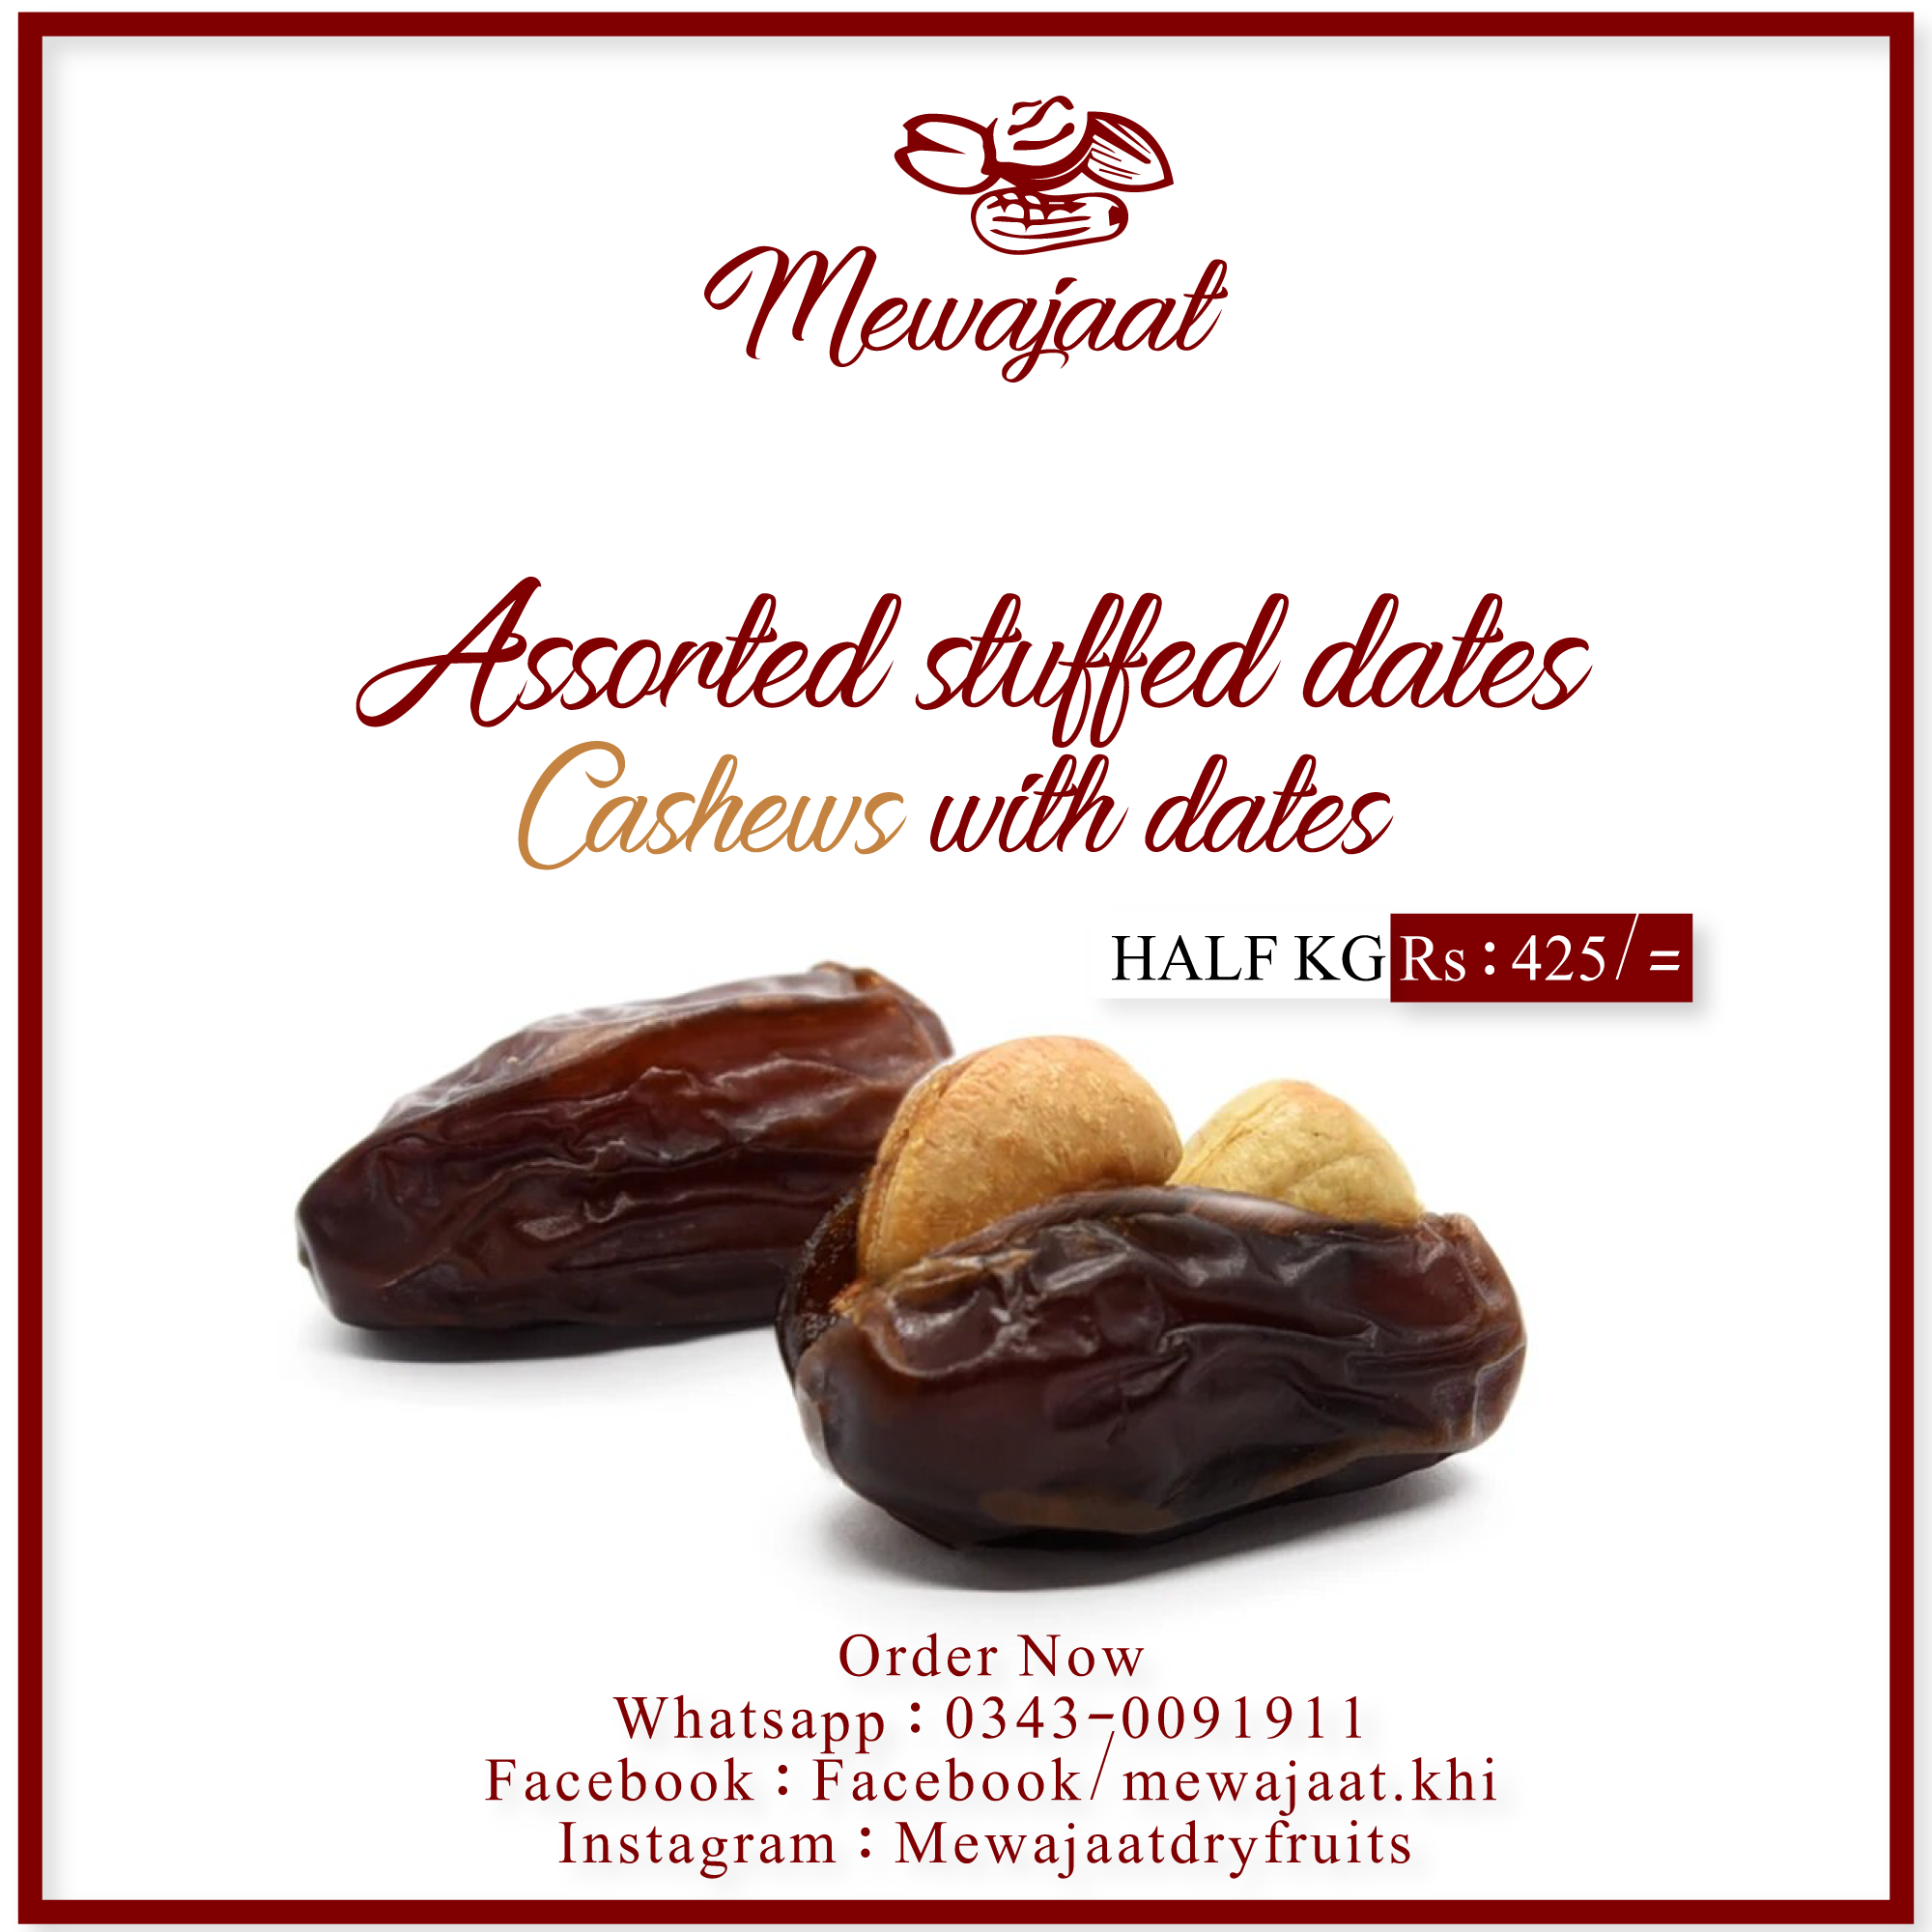 Mewajaat
Assorted stuffed dates
Cashews with dates
HALF KG Rs : 425/=
Order Now
Whatsapp : 0343-0091911
Facebook : Facebook/mewajaat.khi
Instagram : Mewajaatdryfruits